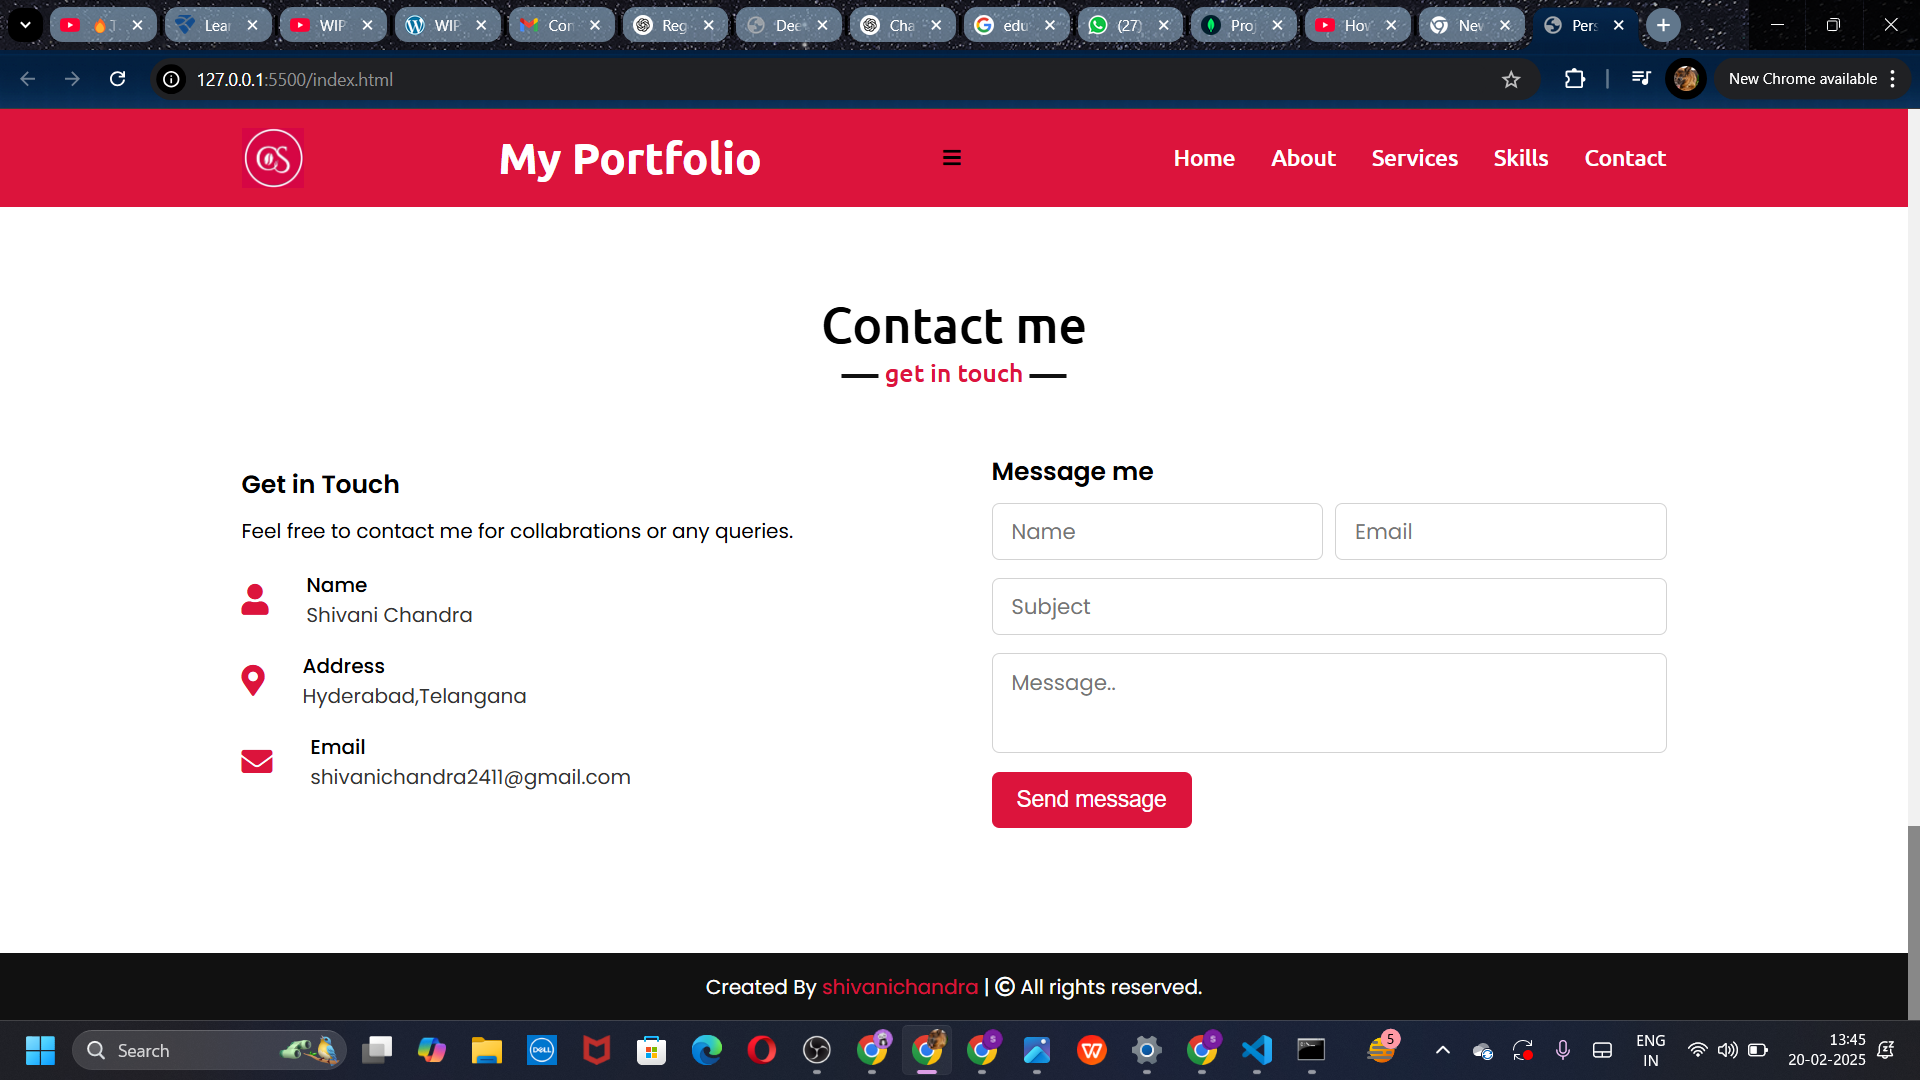 Lear
WIP
WIP
Con
Reg
Dee
Cha
edu
(27)
Pro
How
New
Pers
127.0.0.1:5500/index.html
New Chrome available
CS
My Portfolio
Home About Services Skills Contact
Contact me
get in touch
Get in Touch
Feel free to contact me for collabrations or any queries.
Name
Shivani Chandra
Address
Hyderabad,Telangana
Email
shivanichandra2411@gmail.com
Message me
Name Email
Subject
Message..
Send message
Created By shivanichandra | © All rights reserved.
Search
DELL
5
ENG
IN
13:45
20-02-2025